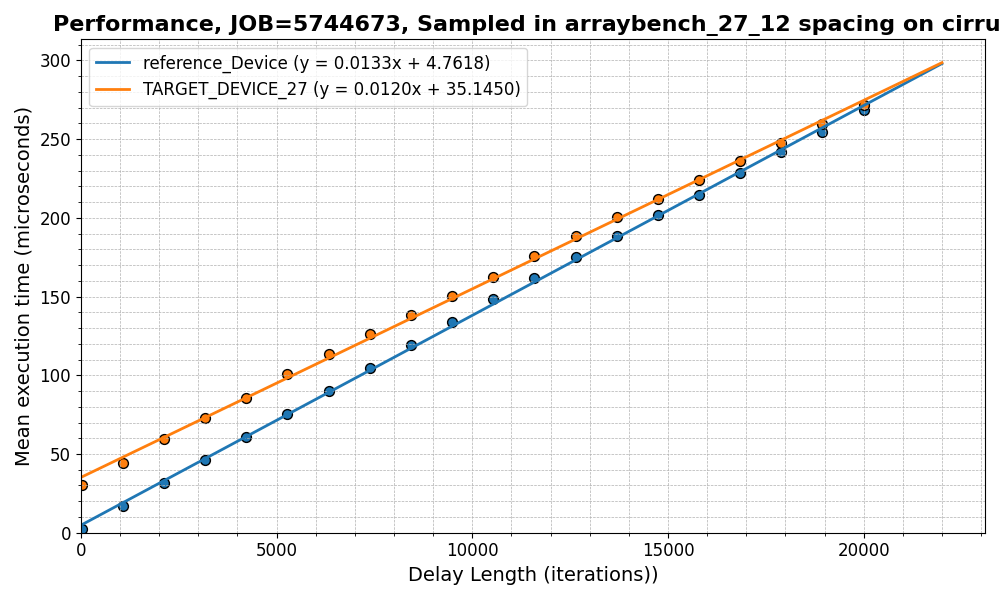 Performance, JOB=5744673, Sampled in arraybench_27_12 spacing on cirru
reference_Device (y = 0.0133x + 4.7618)
TARGET_DEVICE_27 (y = 0.0120x + 35.1450)
Mean execution time (microseconds)
300
250
200
150
100
50
0
0 5000 10000 15000 20000
Delay Length (iterations))